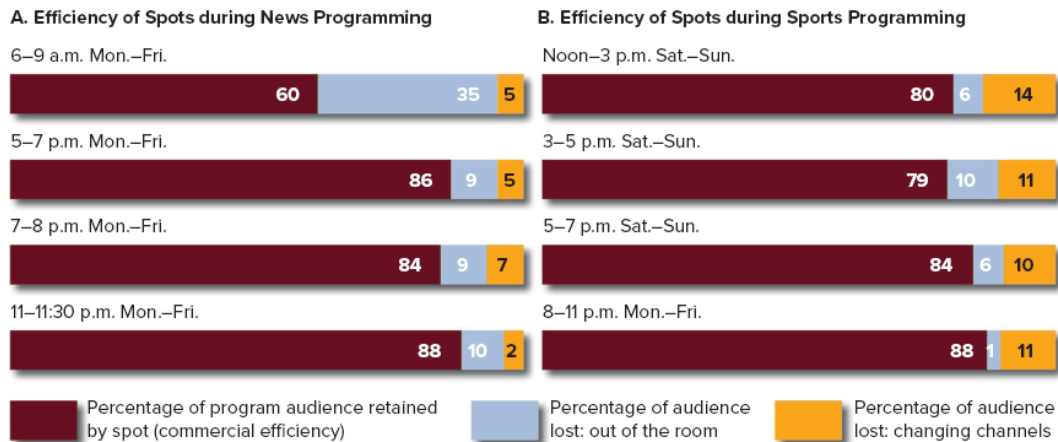 A. Efficiency of Spots during News Programming
6–9 a.m. Mon.–Fri.
60 35 5
5–7 p.m. Mon.–Fri.
86 9 5
7–8 p.m. Mon.–Fri.
84 9 7
11–11:30 p.m. Mon.–Fri.
88 10 2
B. Efficiency of Spots during Sports Programming
Noon–3 p.m. Sat.–Sun.
80 6 14
3–5 p.m. Sat.–Sun.
79 10 11
5–7 p.m. Sat.–Sun.
84 6 10
8–11 p.m. Mon.–Fri.
88 1 11
Percentage of program audience retained
by spot (commercial efficiency)
Percentage of audience
lost: out of the room
Percentage of audience
lost: changing channels